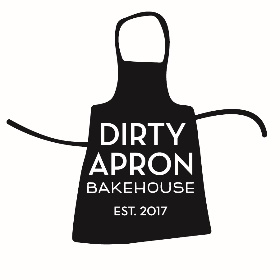 DIRTY
APRON
BAKEHOUSE
EST. 2017